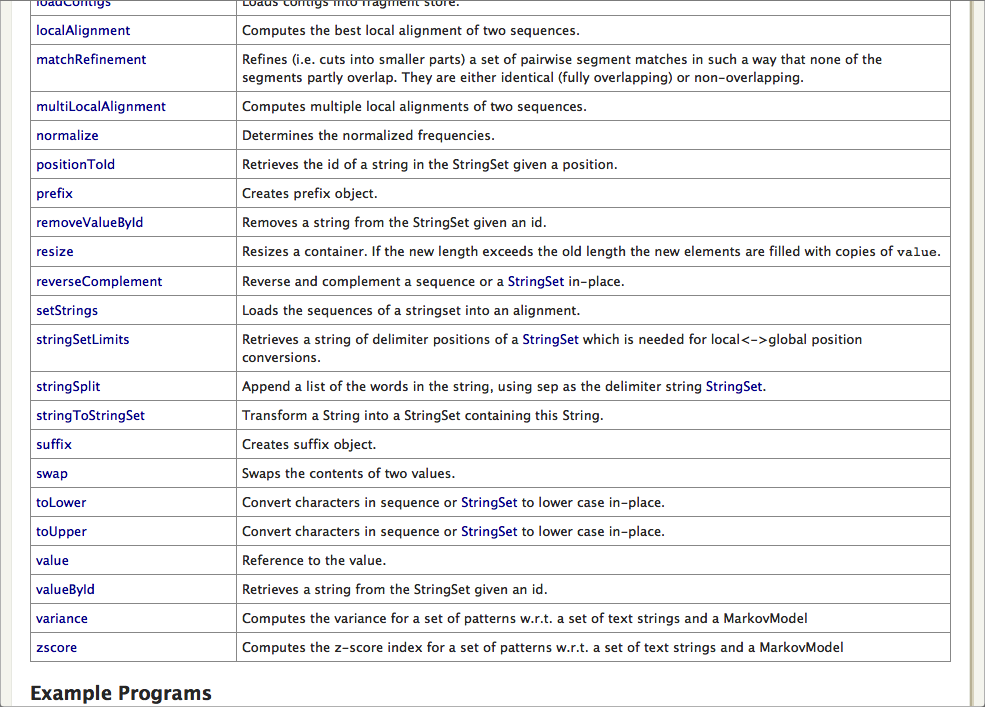 loadContigs Loads contigs into fragment store.
localAlignment Computes the best local alignment of two sequences.
matchRefinement Refines (i.e. cuts into smaller parts) a set of pairwise segment matches in such a way that none of the
segments partly overlap. They are either identical (fully overlapping) or non-overlapping.
multiLocalAlignment Computes multiple local alignments of two sequences.
normalize Determines the normalized frequencies.
positionToId Retrieves the id of a string in the StringSet given a position.
prefix Creates prefix object.
removeValueById Removes a string from the StringSet given an id.
resize Resizes a container. If the new length exceeds the old length the new elements are filled with copies of value.
reverseComplement Reverse and complement a sequence or a StringSet in-place.
setStrings Loads the sequences of a stringset into an alignment.
stringSetLimits Retrieves a string of delimiter positions of a StringSet which is needed for local<->global position
conversions.
stringSplit Append a list of the words in the string, using sep as the delimiter string StringSet.
stringToStringSet Transform a String into a StringSet containing this String.
suffix Creates suffix object.
swap Swaps the contents of two values.
toLower Convert characters in sequence or StringSet to lower case in-place.
toUpper Convert characters in sequence or StringSet to lower case in-place.
value Reference to the value.
valueById Retrieves a string from the StringSet given an id.
variance Computes the variance for a set of patterns w.r.t. a set of text strings and a MarkovModel
zscore Computes the z-score index for a set of patterns w.r.t. a set of text strings and a MarkovModel
Example Programs